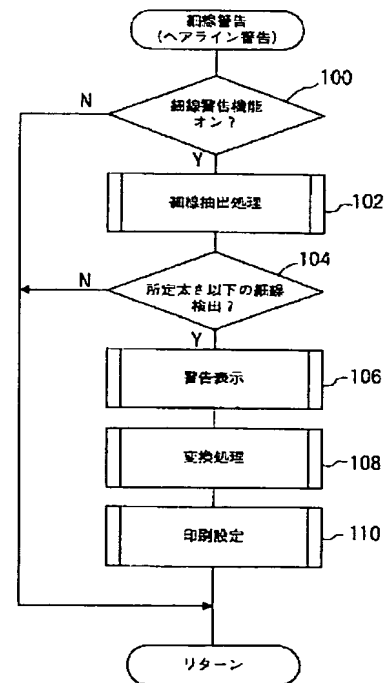 細線警告
(ヘアライン警告)
100
N
細線警告機能
オン？
Y
細線抽出処理
102
104
N
所定太さ以下の細線
検出？
Y
警告表示
106
変換処理
108
印刷設定
110
リターン